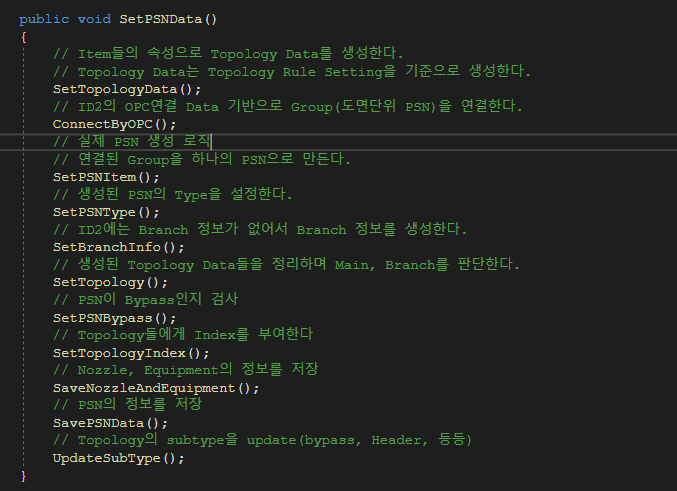 public void SetPSNData()
{
// Item들의 속성으로 Topology Data를 생성한다.
// Topology Data는 Topology Rule Setting을 기준으로 생성한다.
SetTopologyData();
// ID2의 OPC연결 Data 기반으로 Group(도면단위 PSN)을 연결한다.
ConnectByOPC();
// 실제 PSN 생성 로직
// 연결된 Group을 하나의 PSN으로 만든다.
SetPSNItem();
// 생성된 PSN의 Type을 설정한다.
SetPSNType();
// ID2에는 Branch 정보가 없어서 Branch 정보를 생성한다.
SetBranchInfo();
// 생성된 Topology Data들을 정리하며 Main, Branch를 판단한다.
SetTopology();
// PSN이 Bypass인지 검사
SetPSNBypass();
// Topology들에게 Index를 부여한다
SetTopologyIndex();
// Nozzle, Equipment의 정보를 저장
SaveNozzleAndEquipment();
// PSN의 정보를 저장
SavePSNData();
// Topology의 subtype을 update(bypass, Header, 등등)
UpdateSubType();
}